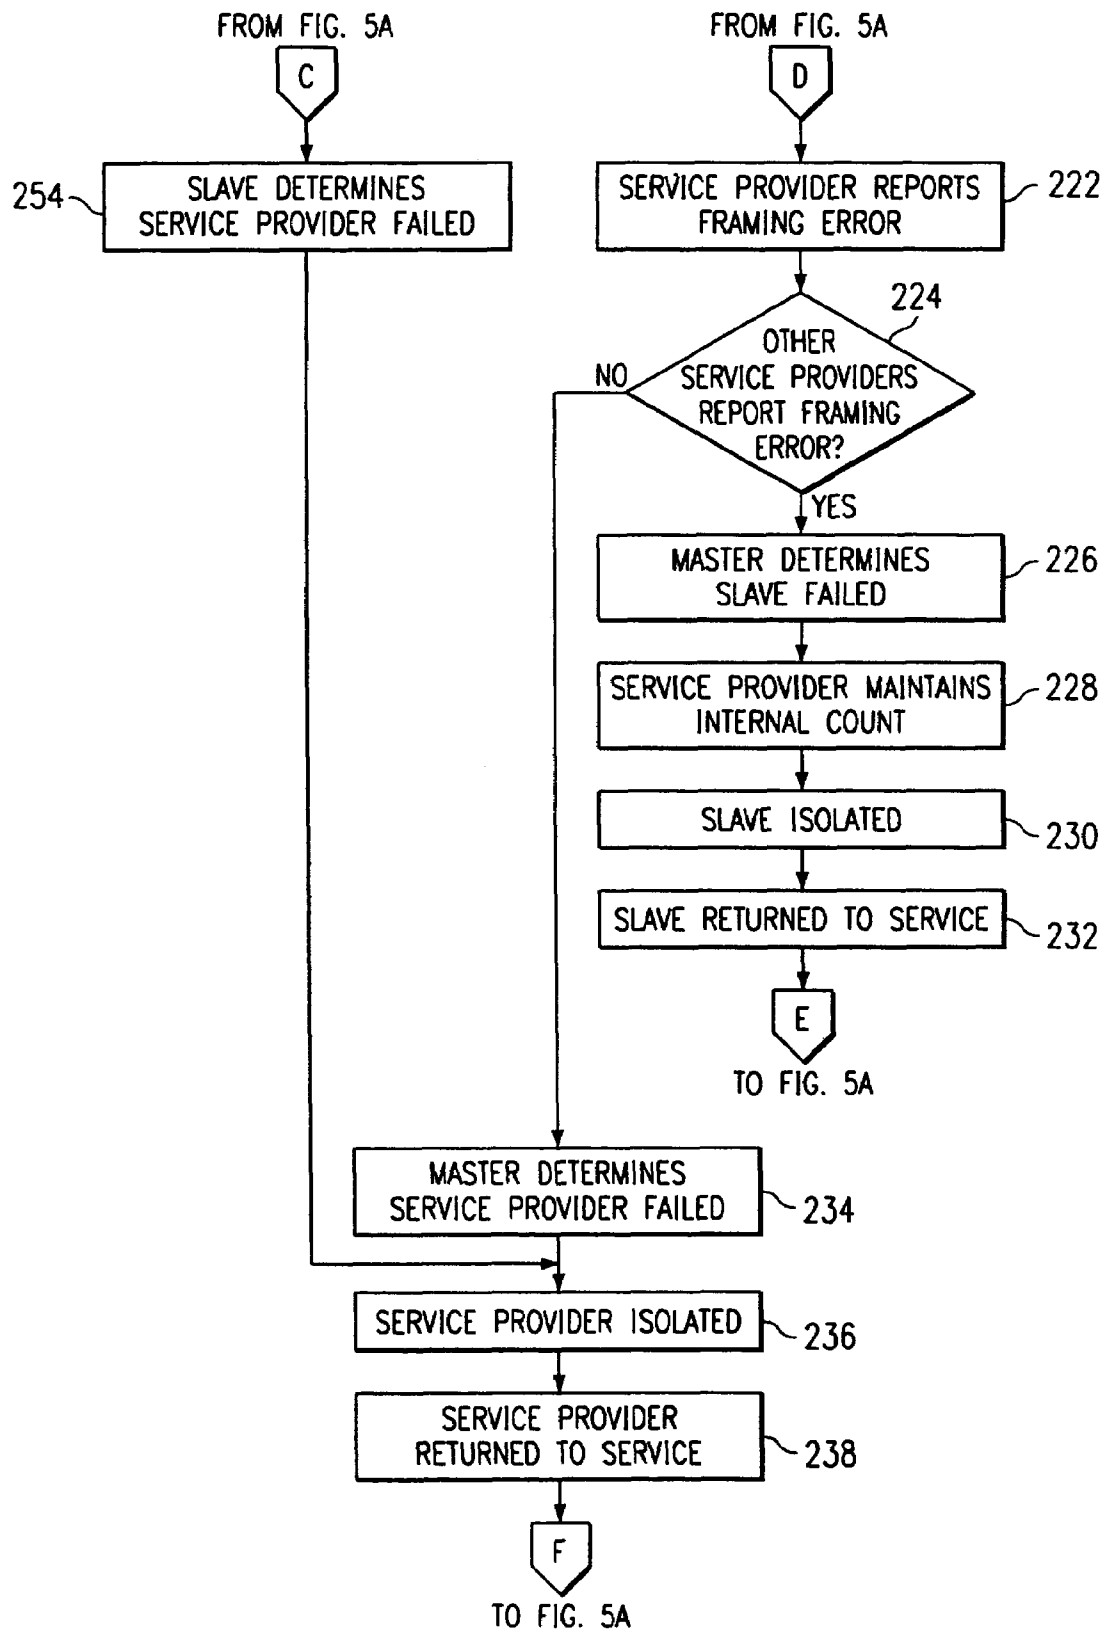 FROM FIG. 5A
C
254
SLAVE DETERMINES
SERVICE PROVIDER FAILED
FROM FIG. 5A
D
SERVICE PROVIDER REPORTS
FRAMING ERROR
222
224
OTHER
SERVICE PROVIDERS
REPORT FRAMING
ERROR?
NO
YES
MASTER DETERMINES
SLAVE FAILED
226
SERVICE PROVIDER MAINTAINS
INTERNAL COUNT
228
SLAVE ISOLATED
230
SLAVE RETURNED TO SERVICE
232
E
TO FIG. 5A
MASTER DETERMINES
SERVICE PROVIDER FAILED
234
SERVICE PROVIDER ISOLATED
236
SERVICE PROVIDER
RETURNED TO SERVICE
238
F
TO FIG. 5A